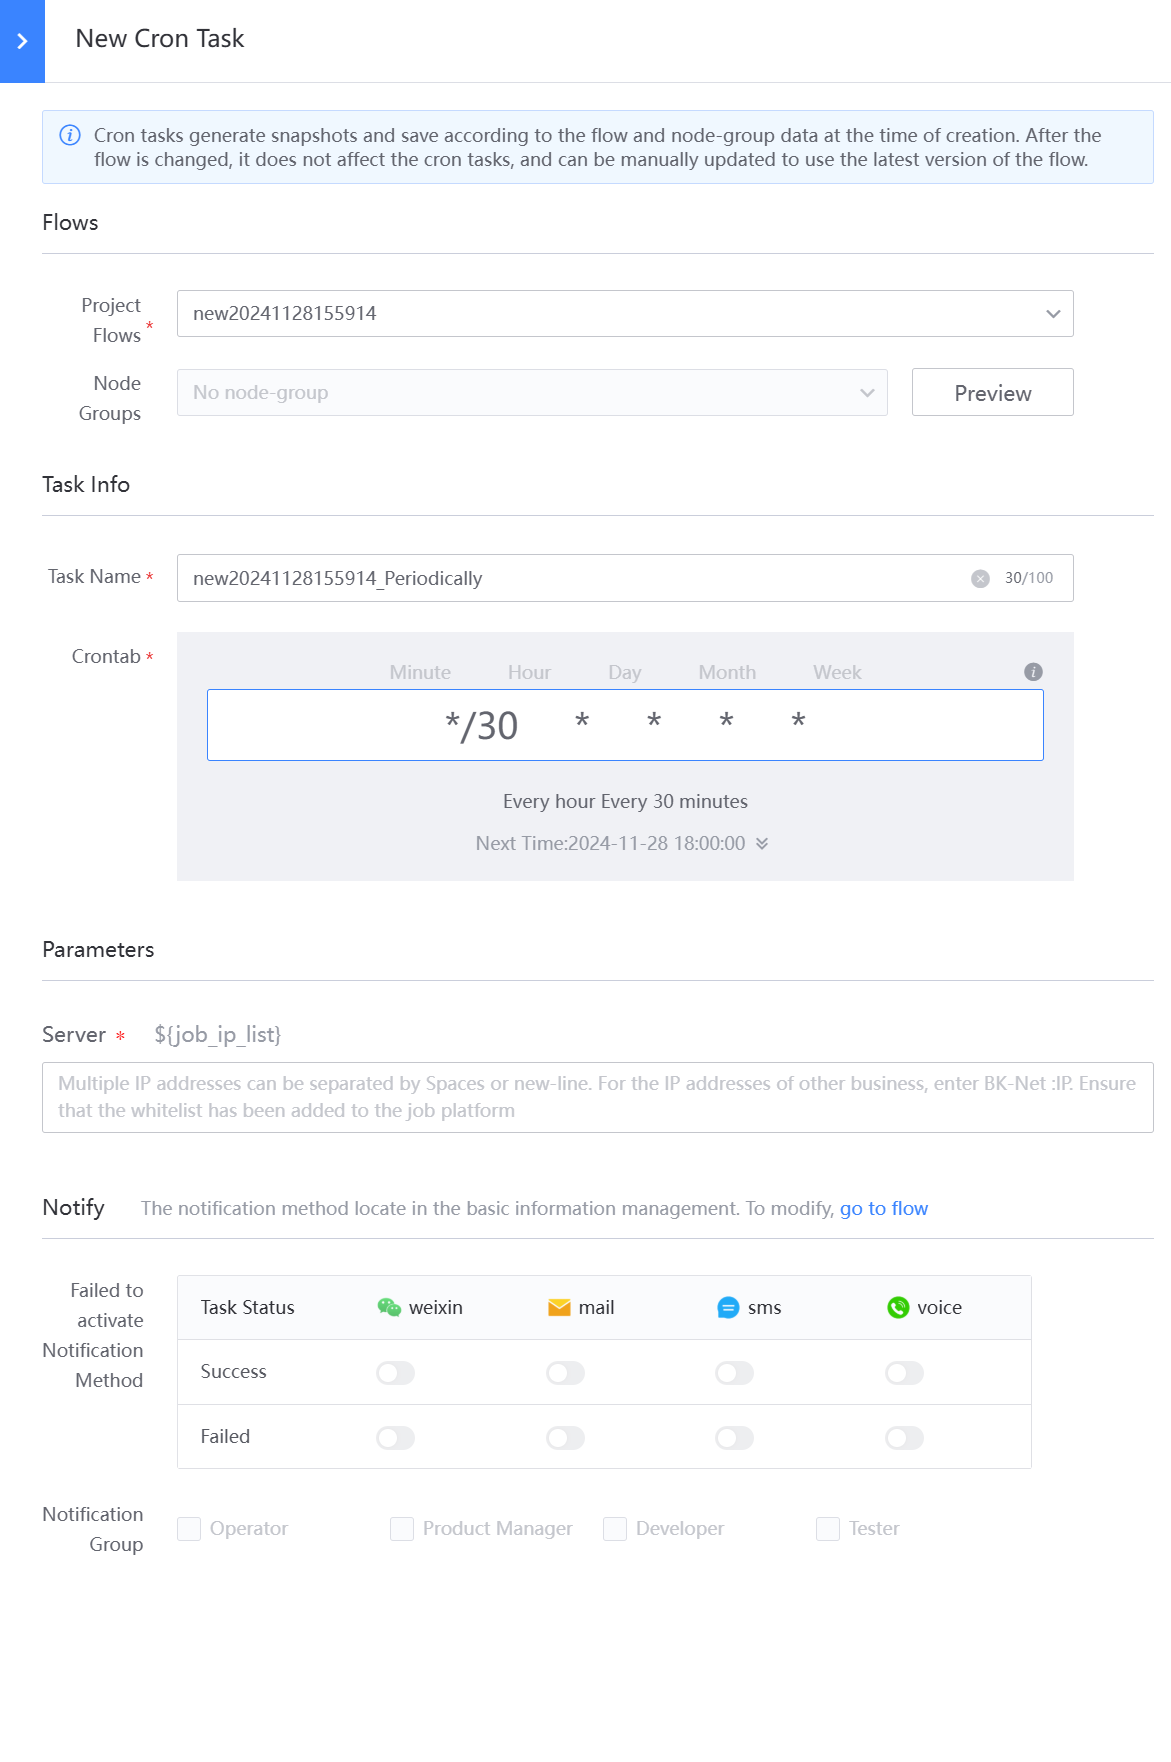 New Cron Task
Cron tasks generate snapshots and save according to the flow and node-group data at the time of creation. After the
flow is changed, it does not affect the cron tasks, and can be manually updated to use the latest version of the flow.
Flows
Project
Flows *
new20241128155914
Node
Groups
No node-group
Preview
Task Info
Task Name *
new20241128155914_Periodically
30/100
Crontab *
Minute Hour Day Month Week
*/30 * * * *
Every hour Every 30 minutes
Next Time:2024-11-28 18:00:00
Parameters
Server * ${job_ip_list}
Multiple IP addresses can be separated by Spaces or new-line. For the IP addresses of other business, enter BK-Net :IP. Ensure
that the whitelist has been added to the job platform
Notify The notification method locate in the basic information management. To modify, go to flow
Failed to
activate
Notification
Method
Task Status weixin mail sms voice
Success
Failed
Notification
Group
Operator Product Manager Developer Tester